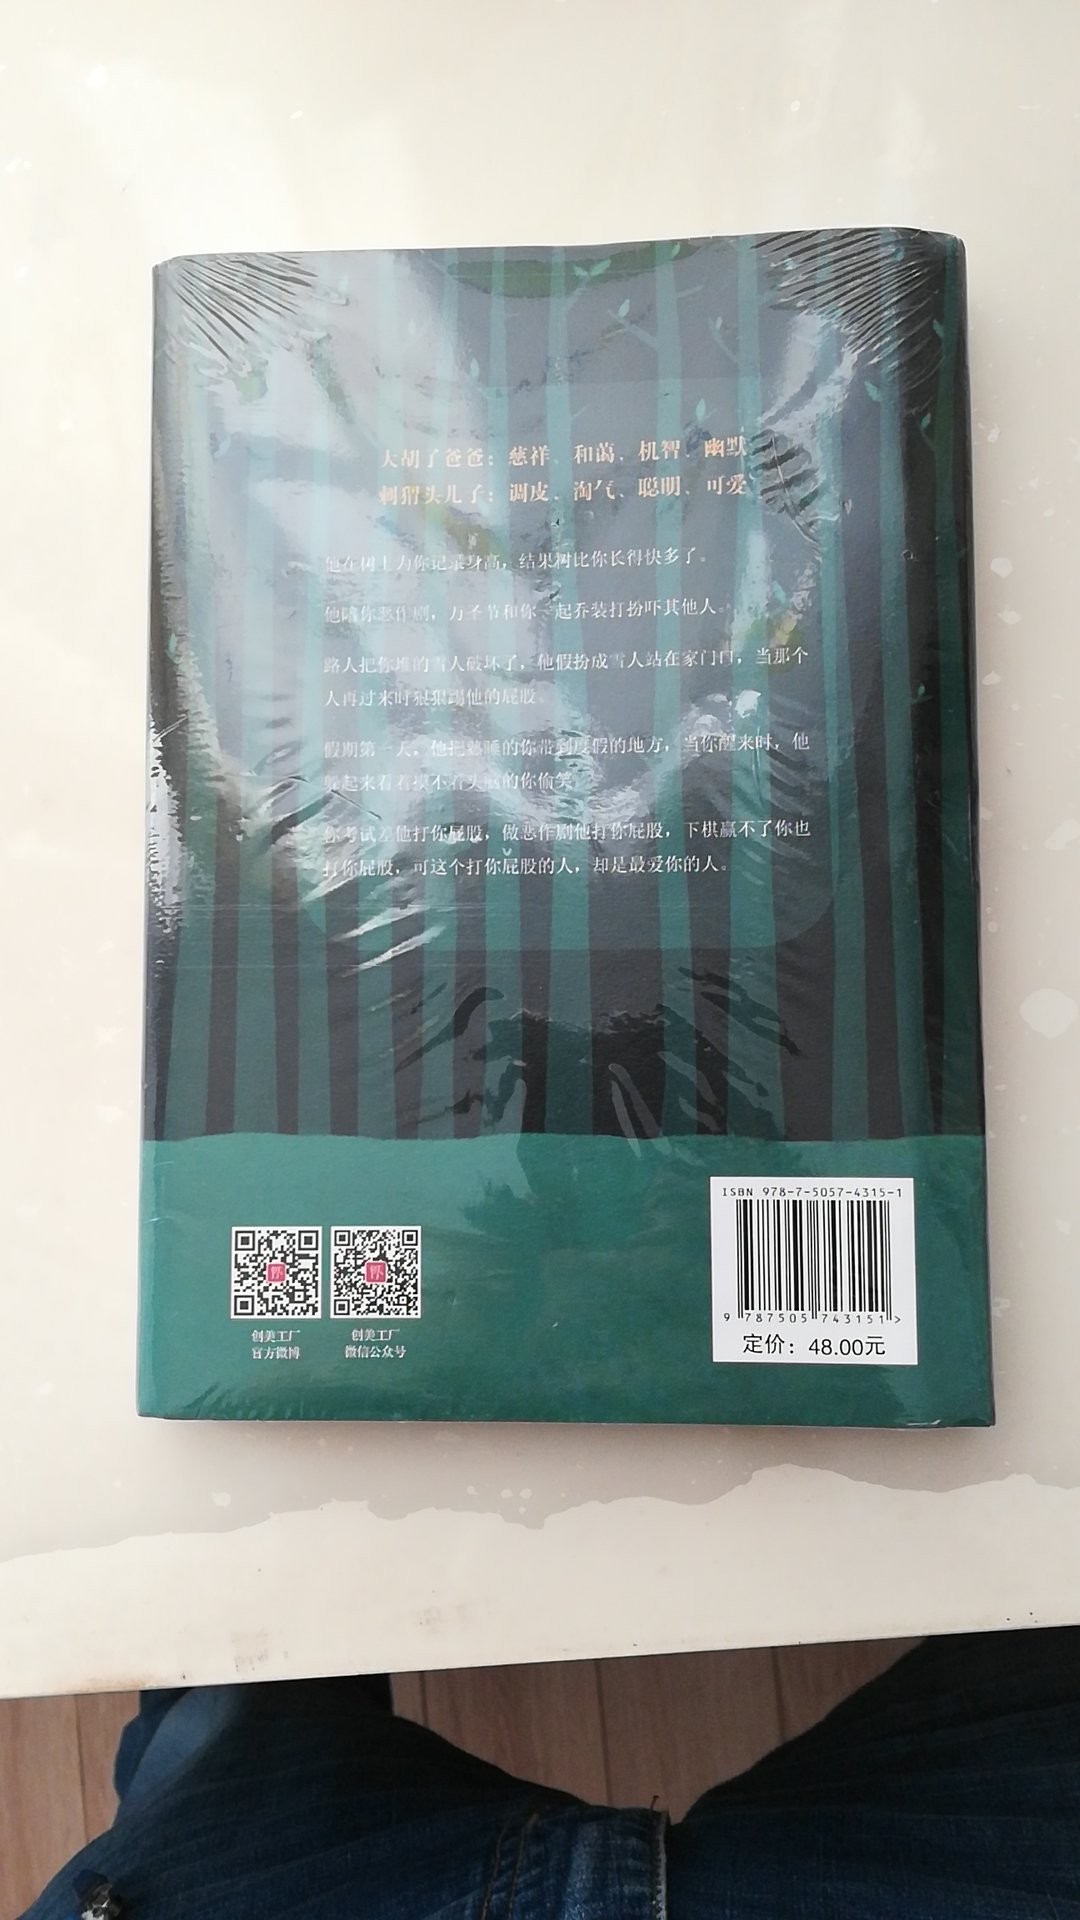 大胡子爸爸：慈祥、和蔼、机智、幽默
刺猬头儿子：调皮、淘气、聪明、可爱
他在树上为你记录身高，结果树比你长得快多了。
他陪你恶作剧，万圣节和你一起乔装打扮吓其他人。
路人把你堆的雪人破坏了，他假扮成雪人站在家门口，当那个
人再过来时狠狠踢他的屁股。
假期第一天，他把熟睡的你带到度假的地方，当你醒来时，他
躲起来看着摸不着头脑的你偷笑。
你考试差他打你屁股，做恶作剧他打你屁股，下棋赢不了你也
打你屁股，可这个打你屁股的人，却是最爱你的人。
ISBN 978-7-5057-4315-1
9 787505 743151 >
定价：48.00元
创美工厂
官方微博
创美工厂
微信公众号